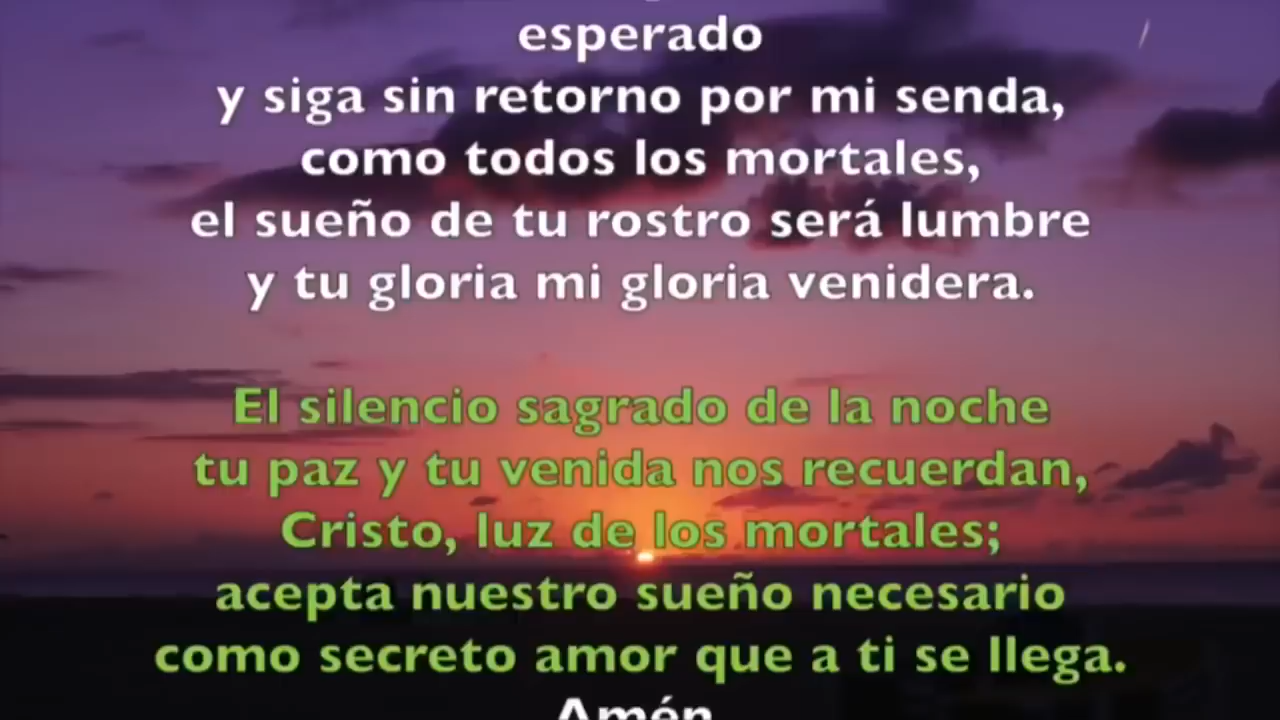 esperado
y siga sin retorno por mi senda,
como todos los mortales,
el sueño de tu rostro será lumbre
y tu gloria mi gloria venidera.
El silencio sagrado de la noche
tu paz y tu venida nos recuerdan,
Cristo, luz de los mortales;
acepta nuestro sueño necesario
como secreto amor que a ti se llega.
Amén